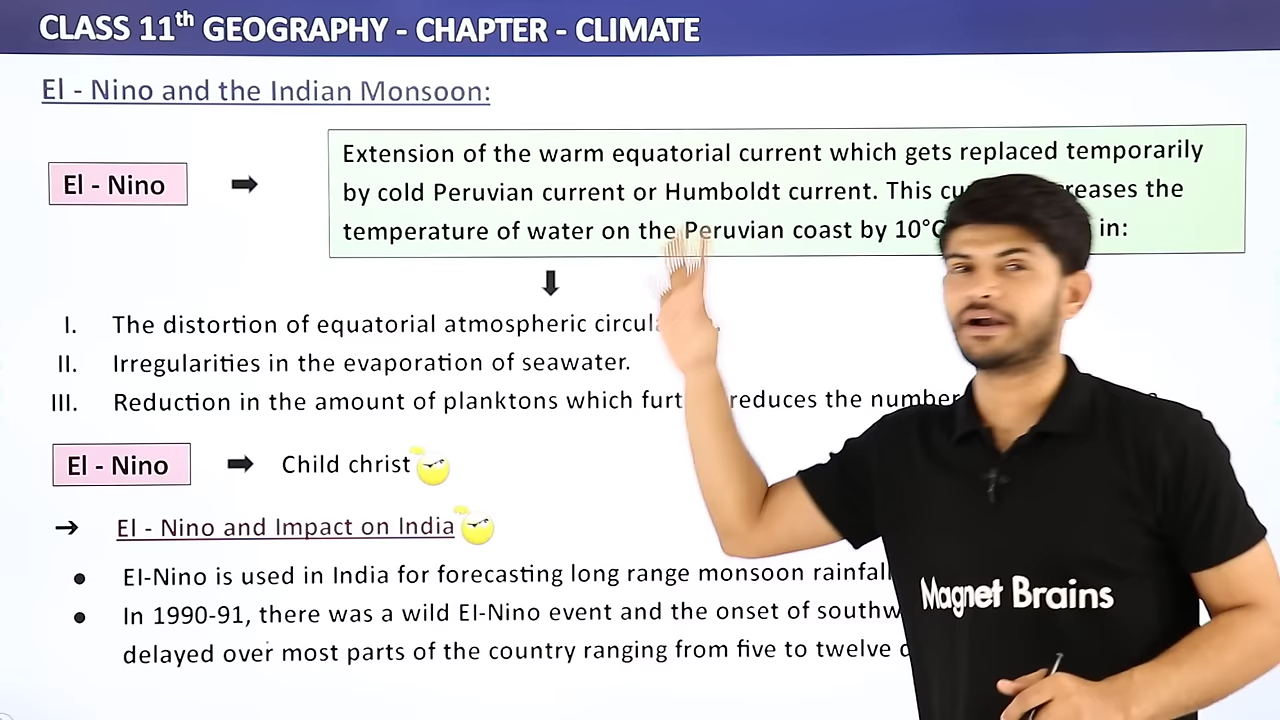 CLASS 11th GEOGRAPHY - CHAPTER - CLIMATE
El - Nino and the Indian Monsoon:
El - Nino
Extension of the warm equatorial current which gets replaced temporarily
by cold Peruvian current or Humboldt current. This the
temperature of water on the Peruvian coast by 10°C in:
I. The distortion of equatorial atmospheric
II. Irregularities in the evaporation of seawater.
III. Reduction in the amount of planktons which reduces the number
El - Nino
Child christ
El - Nino and Impact on India
El-Nino is used in India for forecasting long range monsoon
In 1990-91, there was a wild El-Nino event and the onset of
delayed over most parts of the country ranging from five to twelve
Magnet Brains